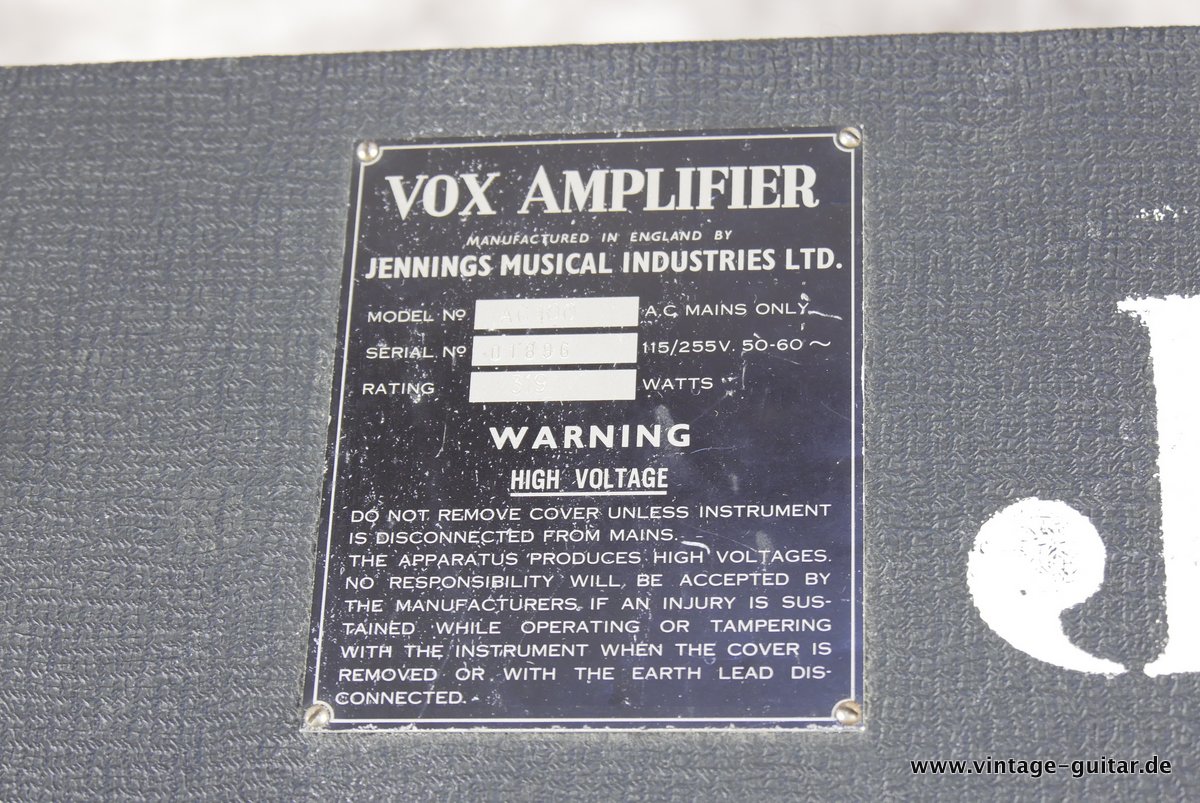 VOX AMPLIFIER
MANUFACTURED IN ENGLAND BY
JENNINGS MUSICAL INDUSTRIES LTD.
MODEL Nº AC100 A.C. MAINS ONLY
SERIAL Nº 01896 115/255V. 50-60 ~
RATING WATTS
WARNING
HIGH VOLTAGE
DO NOT REMOVE COVER UNLESS INSTRUMENT
IS DISCONNECTED FROM MAINS.
THE APPARATUS PRODUCES HIGH VOLTAGES.
NO RESPONSIBILITY WILL BE ACCEPTED BY
THE MANUFACTURERS IF AN INJURY IS SUS-
TAINED WHILE OPERATING OR TAMPERING
WITH THE INSTRUMENT WHEN THE COVER IS
REMOVED OR WITH THE EARTH LEAD DIS-
CONNECTED.
J
www.vintage-guitar.de